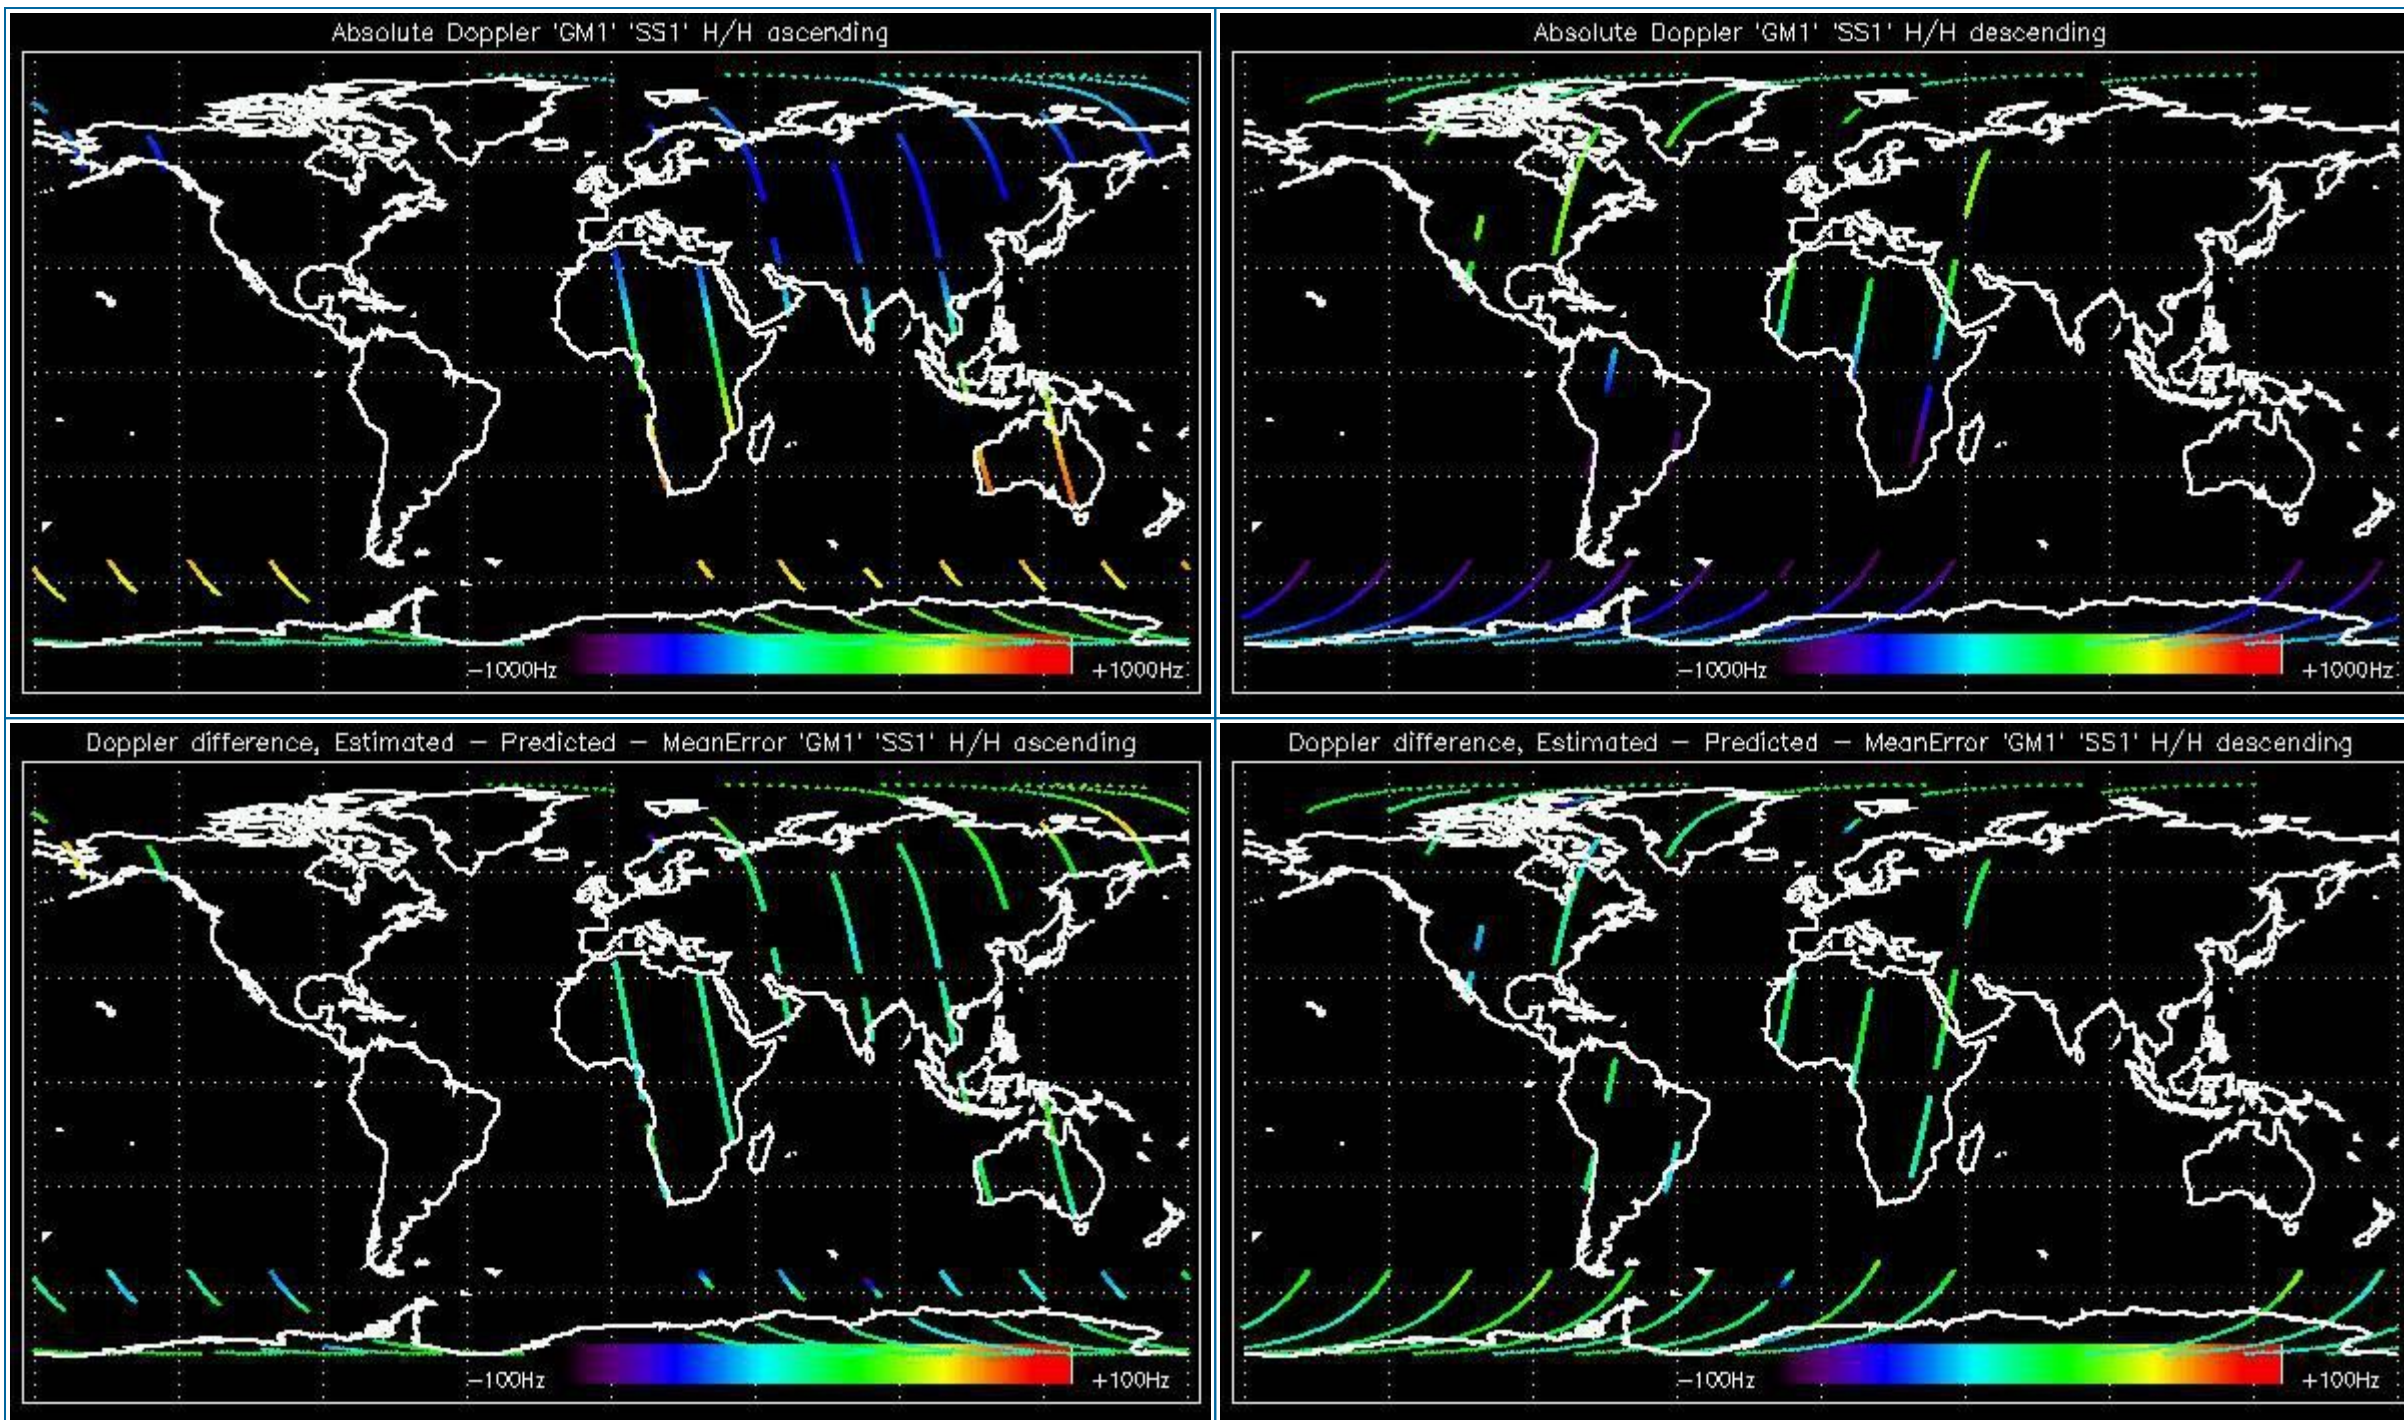 Absolute Doppler 'GM1' 'SS1' H/H ascending
-1000Hz
+1000Hz
Absolute Doppler 'GM1' 'SS1' H/H descending
-1000Hz
+1000Hz
Doppler difference, Estimated - Predicted - MeanError 'GM1' 'SS1' H/H ascending
-100Hz
+100Hz
Doppler difference, Estimated - Predicted - MeanError 'GM1' 'SS1' H/H descending
-100Hz
+100Hz